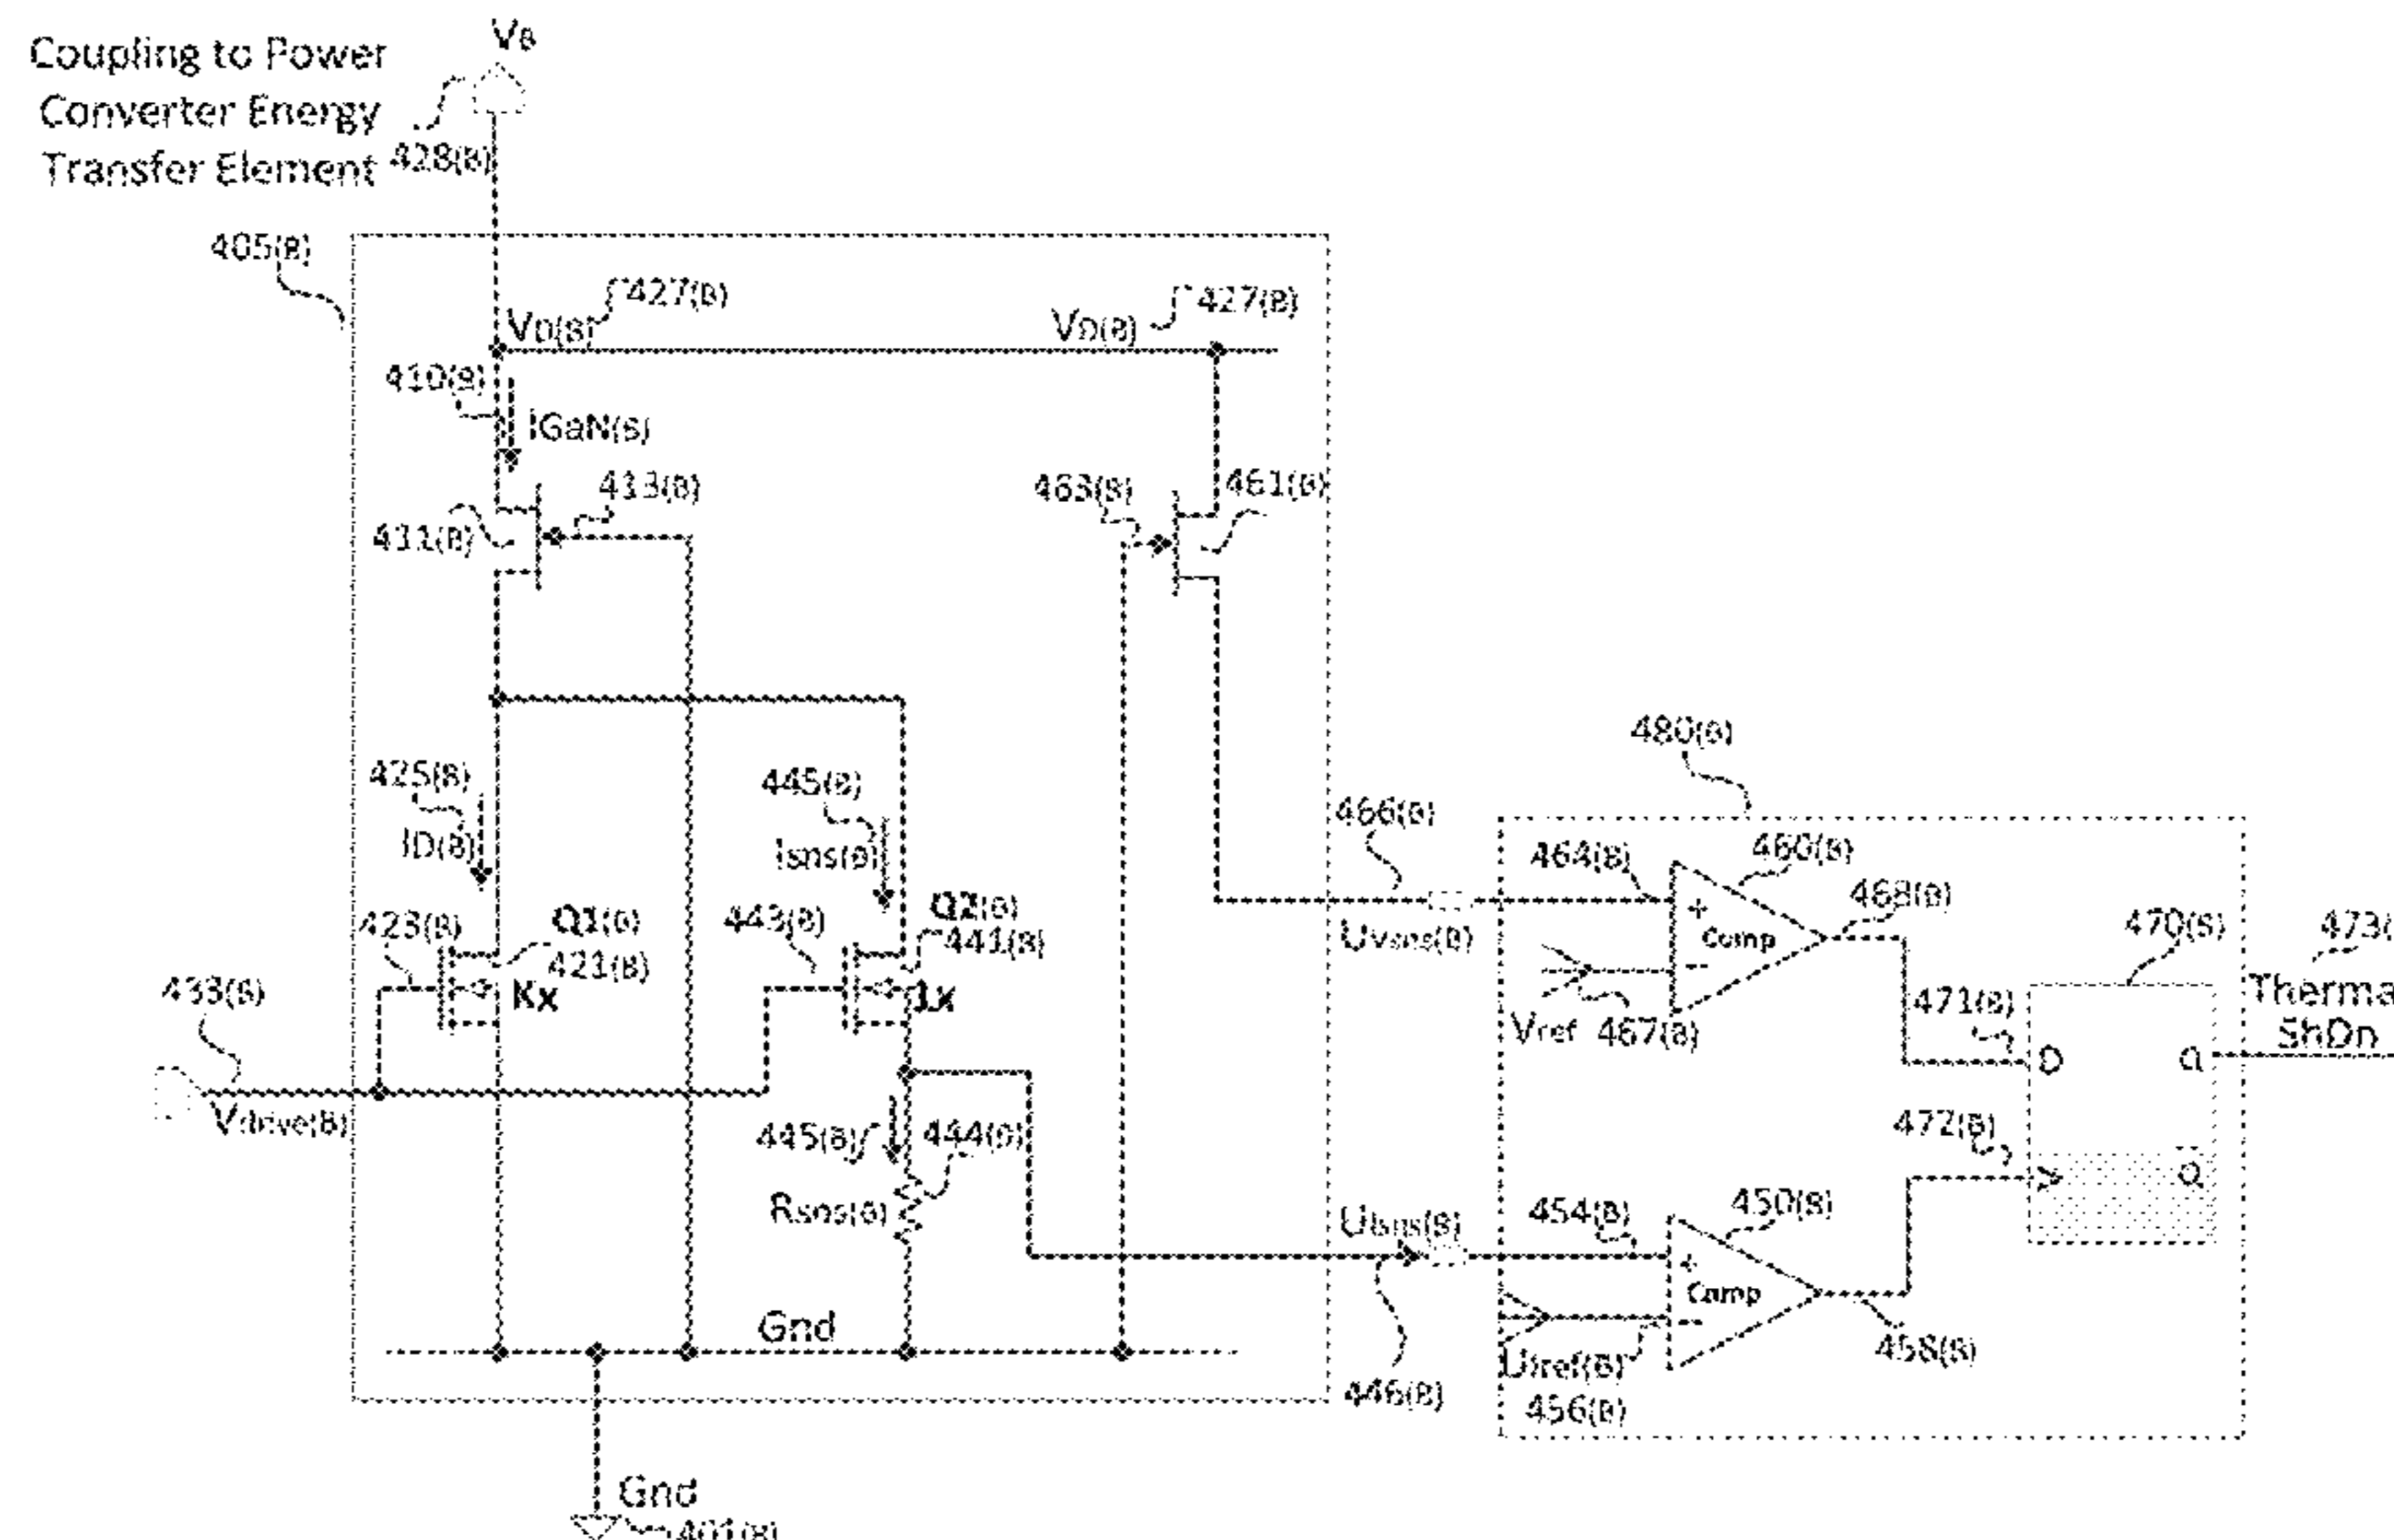 VB
Coupling to Power
Converter Energy
Transfer Element
428(B)
405(B)
427(B)
VD(B)
427(B)
VD(B)
410(B)
IGaN(B)
413(B)
411(B)
463(B)
461(B)
425(B)
ID(B)
445(B)
Isns(B)
423(B)
Q1(B)
421(B)
Kx
443(B)
Q2(B)
441(B)
1x
433(B)
Vdrive(B)
445(B)
444(B)
Rsns(B)
Gnd
Gnd
401(B)
466(B)
UVsns(B)
UIsns(B)
446(B)
480(B)
464(B)
460(B)
468(B)
+
Comp
−
Vref 467(B)
454(B)
450(B)
+
Comp
−
UIref(B)
456(B)
458(B)
470(B)
471(B)
D
Q
472(B)
Q
473(
Therma
ShDn